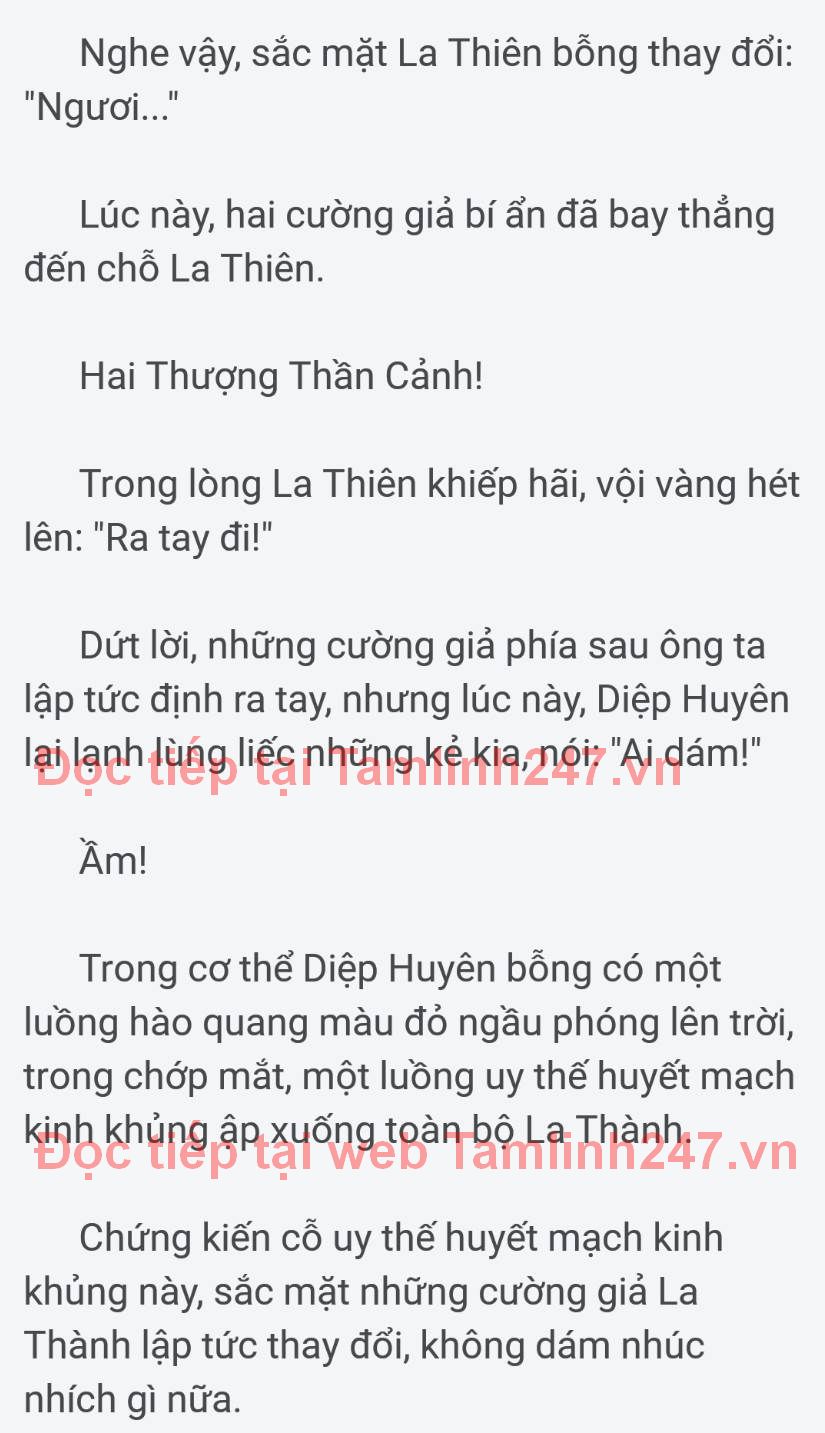 Nghe vậy, sắc mặt La Thiên bỗng thay đổi:
"Ngươi..."
Lúc này, hai cường giả bí ẩn đã bay thẳng
đến chỗ La Thiên.
Hai Thượng Thần Cảnh!
Trong lòng La Thiên khiếp hãi, vội vàng hét
lên: "Ra tay đi!"
Dứt lời, những cường giả phía sau ông ta
lập tức định ra tay, nhưng lúc này, Diệp Huyên
lại lạnh lùng liếc những kẻ kia, nói: "Ai dám!"
Đọc tiếp tại Tamlinh247.vn
Ầm!
Trong cơ thể Diệp Huyên bỗng có một
luồng hào quang màu đỏ ngầu phóng lên trời,
trong chớp mắt, một luồng uy thế huyết mạch
kinh khủng ập xuống toàn bộ La Thành.
Đọc tiếp tại web Tamlinh247.vn
Chứng kiến cỗ uy thế huyết mạch kinh
khủng này, sắc mặt những cường giả La
Thành lập tức thay đổi, không dám nhúc
nhích gì nữa.